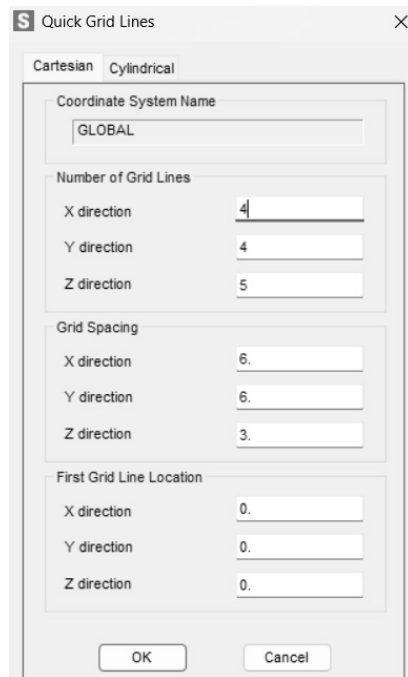 S Quick Grid Lines
Cartesian Cylindrical
Coordinate System Name
GLOBAL
Number of Grid Lines
X direction 4
Y direction 4
Z direction 5
Grid Spacing
X direction 6.
Y direction 6.
Z direction 3.
First Grid Line Location
X direction 0.
Y direction 0.
Z direction 0.
OK Cancel